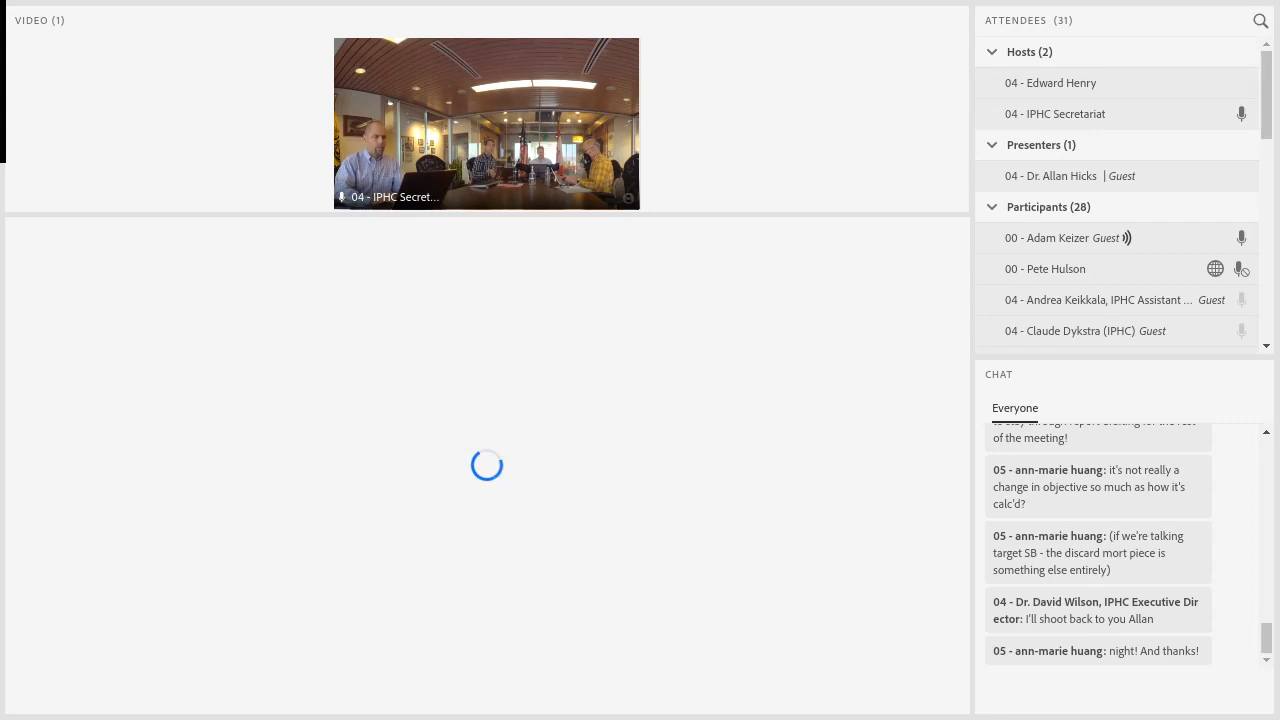 VIDEO (1)
04 - IPHC Secret...
ATTENDEES (31)
Hosts (2)
04 - Edward Henry
04 - IPHC Secretariat
Presenters (1)
04 - Dr. Allan Hicks | Guest
Participants (28)
00 - Adam Keizer Guest
00 - Pete Hulson
04 - Andrea Keikkala, IPHC Assistant ... Guest
04 - Claude Dykstra (IPHC) Guest
CHAT
Everyone
of the meeting!
05 - ann-marie huang: it's not really a
change in objective so much as how it's
calc'd?
05 - ann-marie huang: (if we're talking
target SB - the discard mort piece is
something else entirely)
04 - Dr. David Wilson, IPHC Executive Dir
ector: I'll shoot back to you Allan
05 - ann-marie huang: night! And thanks!